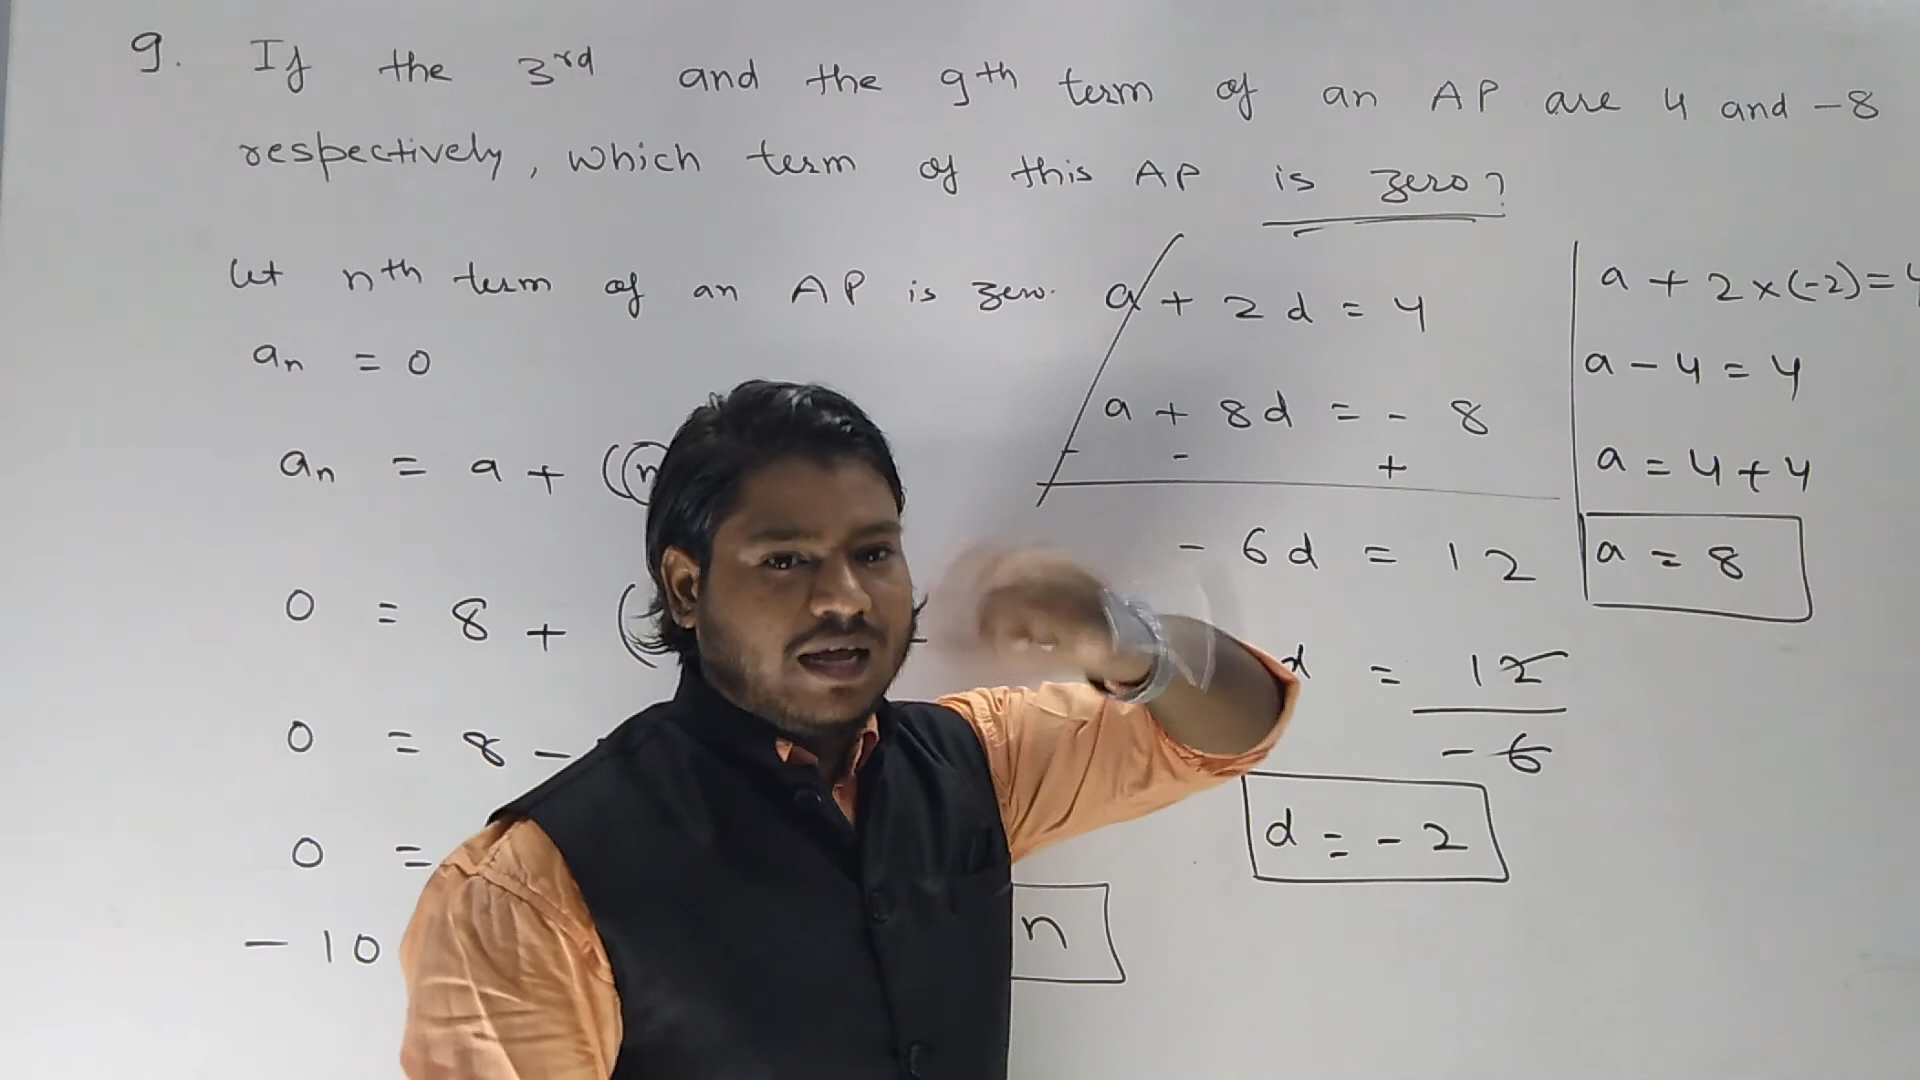 9. If the 3rd and the 9th term of an AP are 4 and -8
respectively, which term of this AP is zero?
let nth term of an AP is zero.
an = 0
an = a + ((n
0 = 8 + (
0 = 8 -
0 =
- 10
n
a + 2d = 4
a + 8d = - 8
- - +
- 6d = 12
d = 12
- 6
d = - 2
a + 2 x (-2) = 4
a - 4 = 4
a = 4 + 4
a = 8